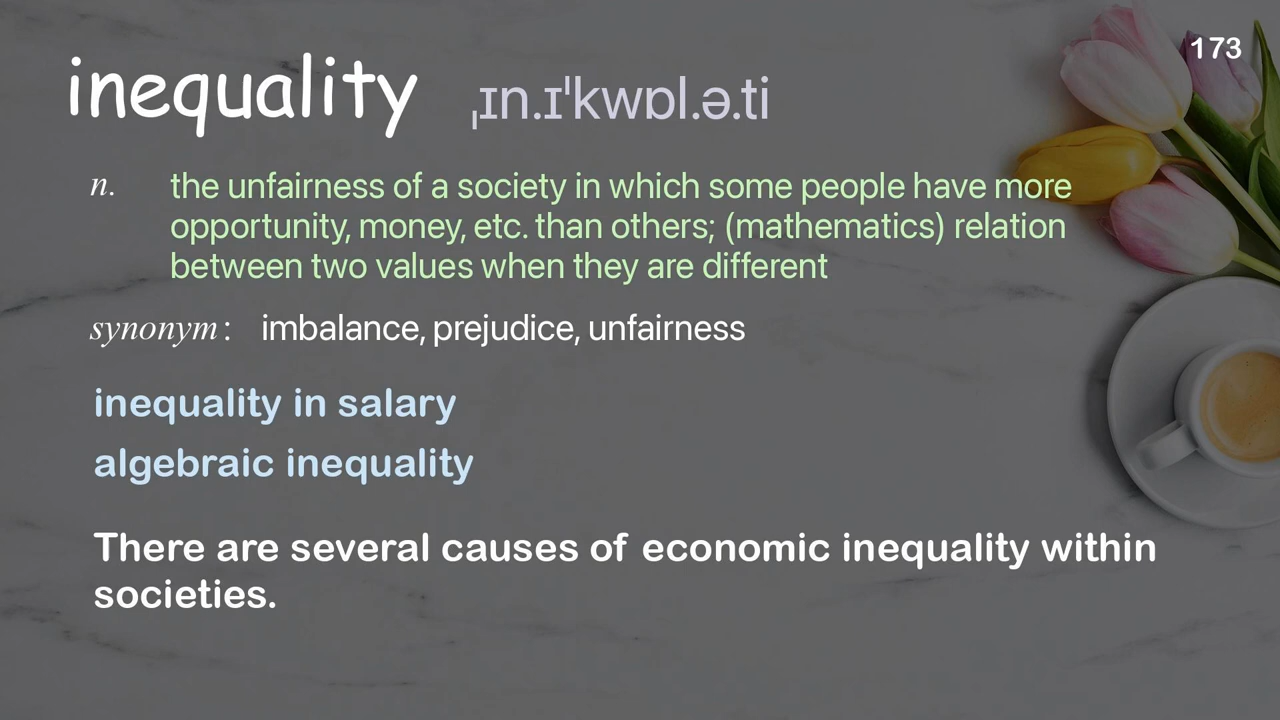 173
inequality ˌɪn.ɪˈkwɒl.ə.ti
n. the unfairness of a society in which some people have more
opportunity, money, etc. than others; (mathematics) relation
between two values when they are different
synonym: imbalance, prejudice, unfairness
inequality in salary
algebraic inequality
There are several causes of economic inequality within
societies.